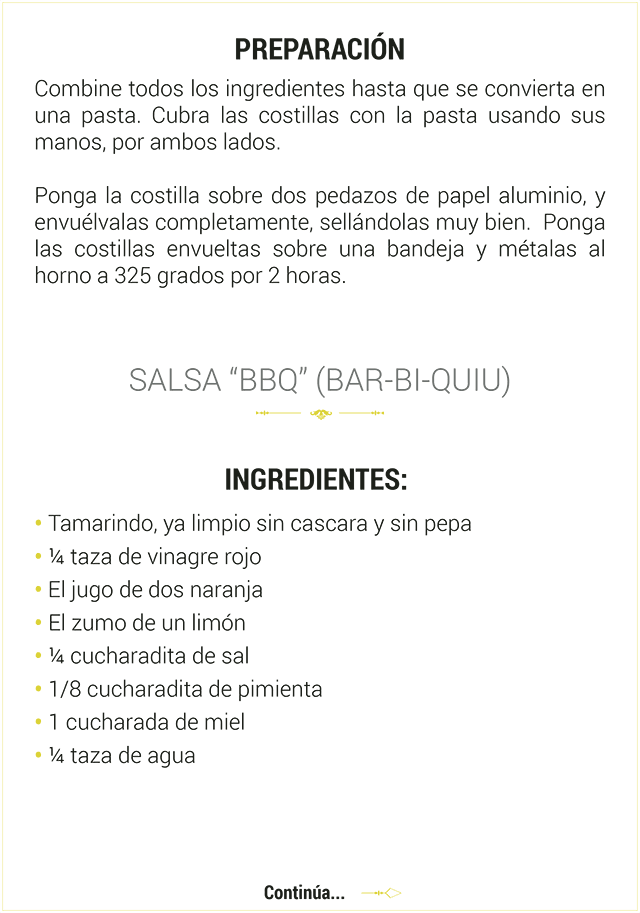 PREPARACIÓN
Combine todos los ingredientes hasta que se convierta en
una pasta. Cubra las costillas con la pasta usando sus
manos, por ambos lados.
Ponga la costilla sobre dos pedazos de papel aluminio, y
envuélvalas completamente, sellándolas muy bien.  Ponga
las costillas envueltas sobre una bandeja y métalas al
horno a 325 grados por 2 horas.
SALSA “BBQ” (BAR-BI-QUIU)
INGREDIENTES:
• Tamarindo, ya limpio sin cascara y sin pepa
• ¼ taza de vinagre rojo
• El jugo de dos naranja
• El zumo de un limón
• ¼ cucharadita de sal
• 1/8 cucharadita de pimienta
• 1 cucharada de miel
• ¼ taza de agua
Continúa...